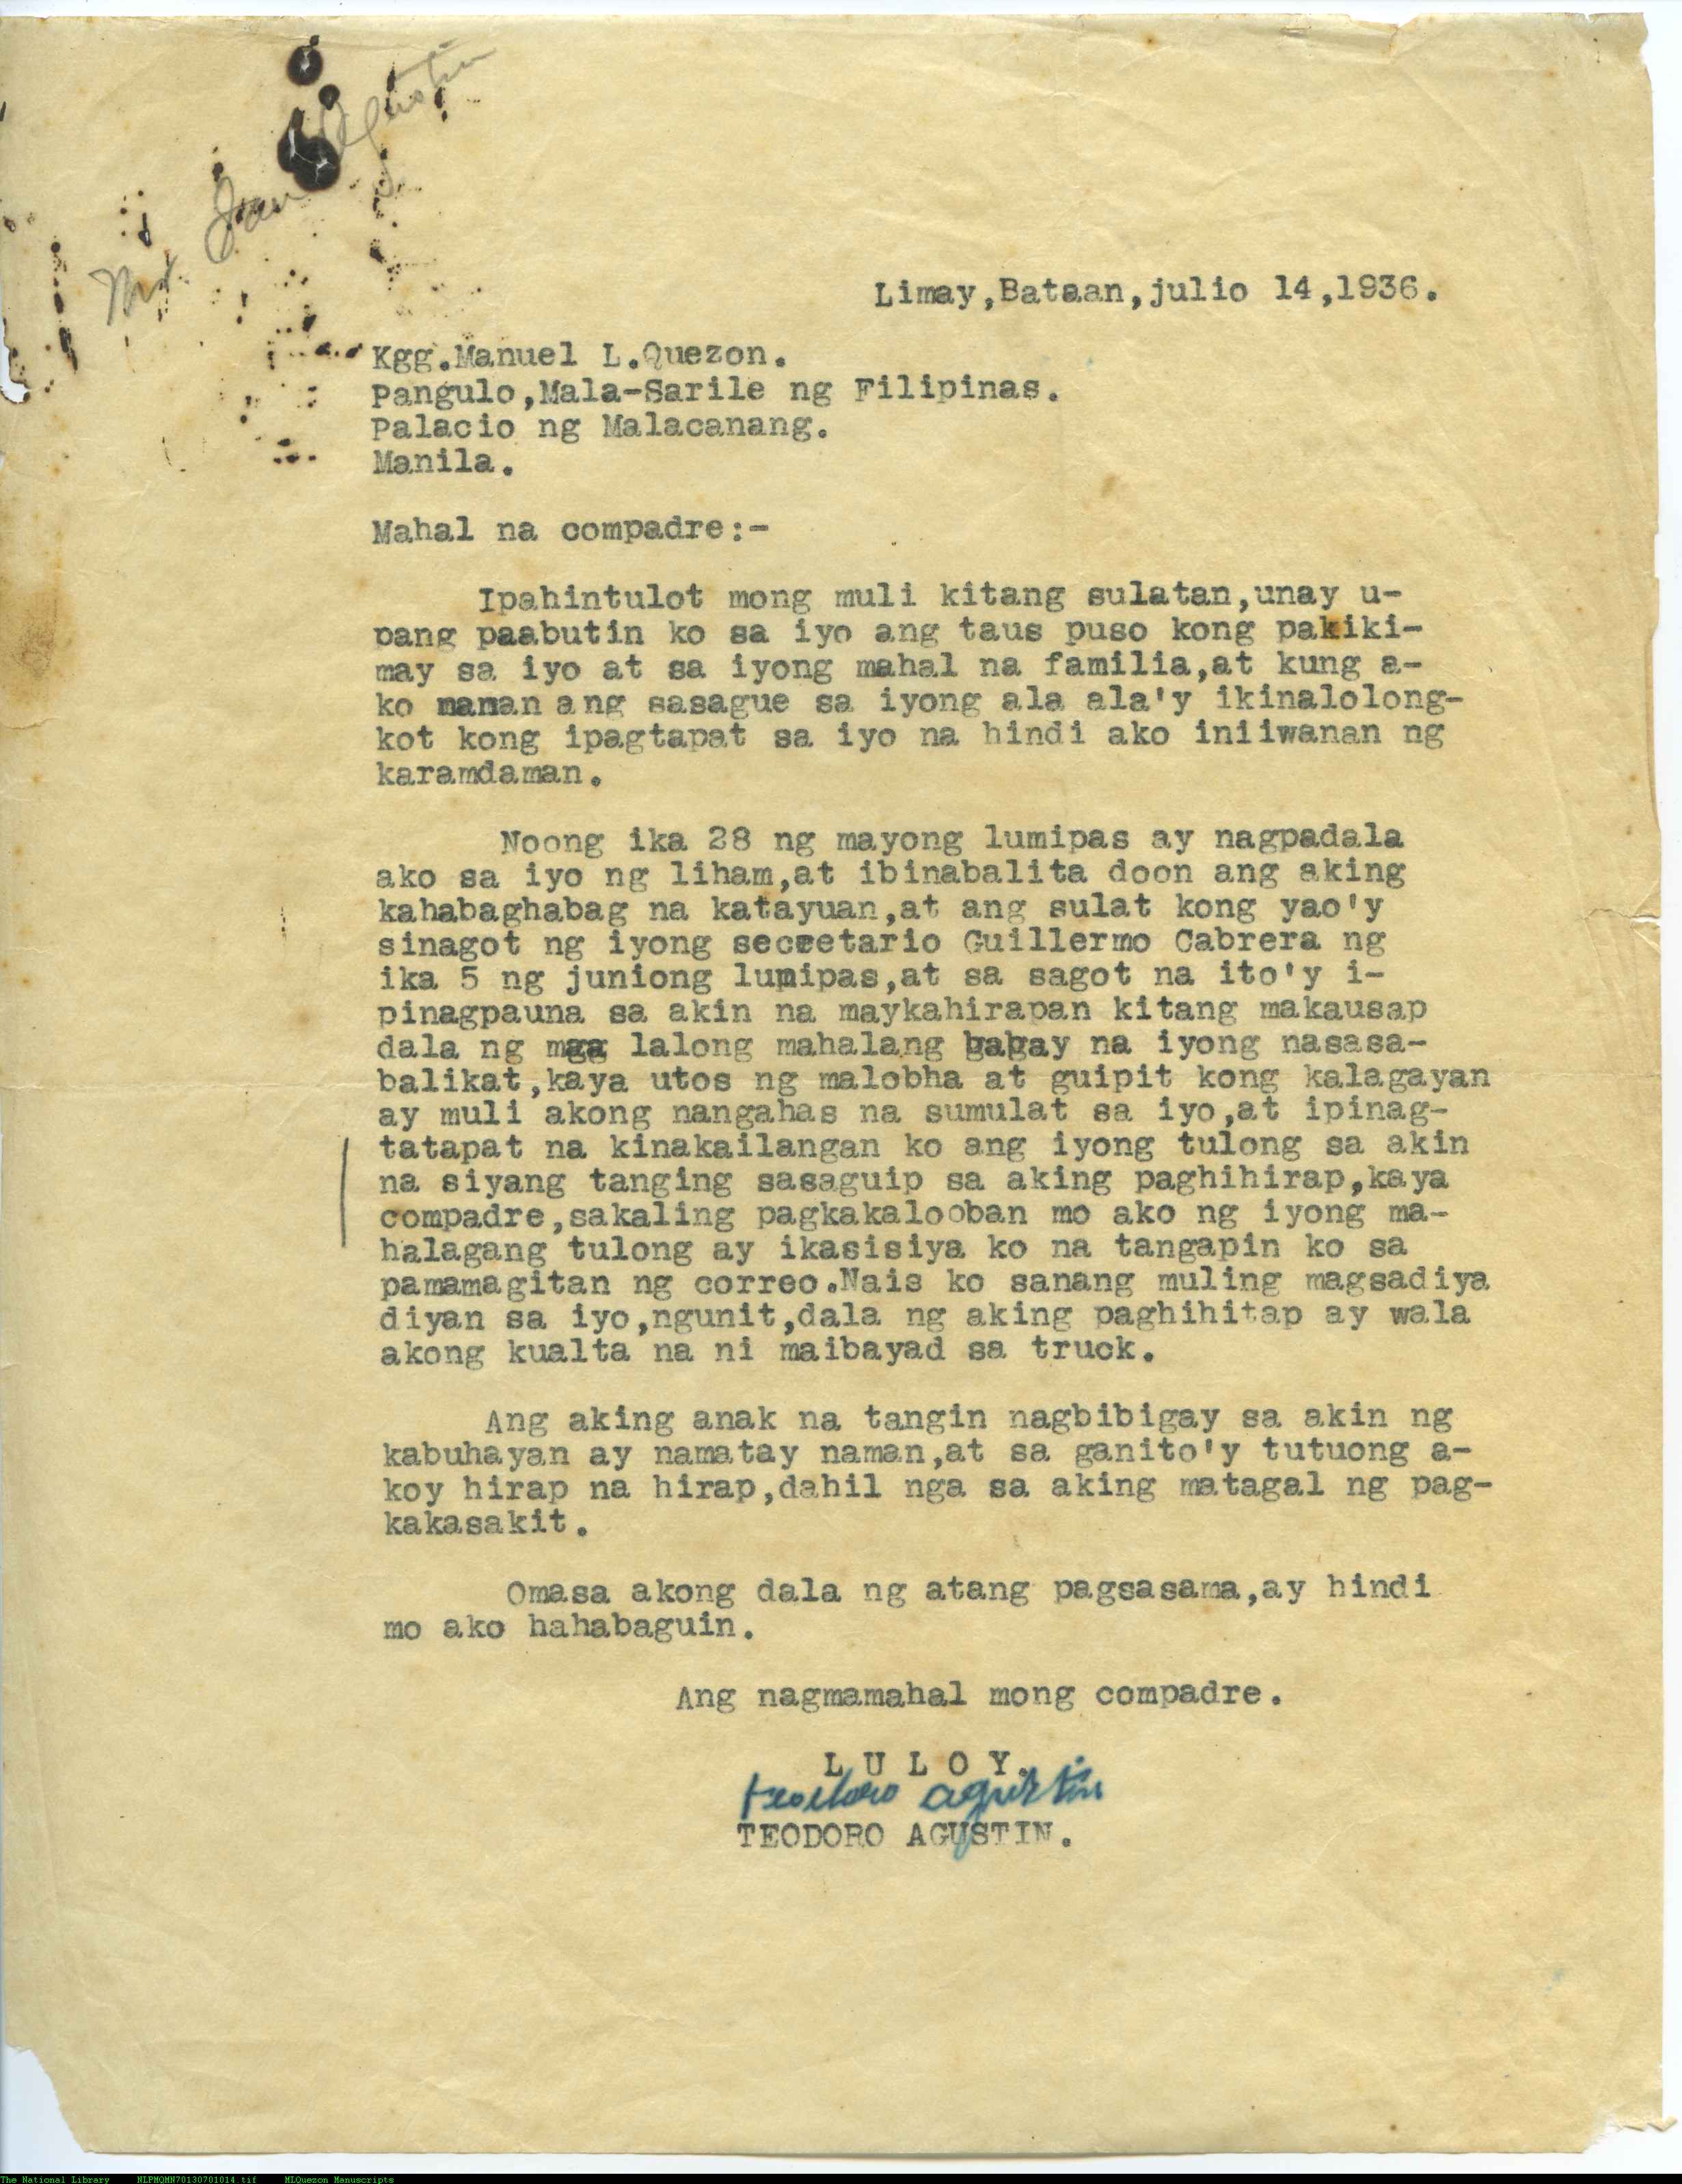 Agustin
Limay,Bataan,julio 14,1936.
Kgg.Manuel L.Quezon.
Pangulo,Mala-Sarile ng Filipinas.
Palacio ng Malacanang.
Manila.
Mahal na compadre:-
Ipahintulot mong muli kitang sulatan,unay u-
pang paabutin ko sa iyo ang taus puso kong pakiki-
may sa iyo at sa iyong mahal na familia,at kung a-
ko naman ang sasague sa iyong ala ala'y ikinalolong-
kot kong ipagtapat sa iyo na hindi ako iniiwanan ng
karamdaman.
Noong ika 28 ng mayong lumipas ay nagpadala
ako sa iyo ng liham,at ibinabalita doon ang aking
kahabaghabag na katayuan,at ang sulat kong yao'y
sinagot ng iyong secretario Guillermo Cabrera ng
ika 5 ng juniong lumipas,at sa sagot na ito'y i-
pinagpauna sa akin na maykahirapan kitang makausap
dala ng mga lalong mahalang bagay na iyong nasasa-
balikat,kaya utos ng malobha at guipit kong kalagayan
ay muli akong nangahas na sumulat sa iyo,at ipinag-
tatapat na kinakailangan ko ang iyong tulong sa akin
na siyang tanging sasaguip sa aking paghihirap,kaya
compadre,sakaling pagkakalooban mo ako ng iyong ma-
halagang tulong ay ikasisiya ko na tangapin ko sa
pamamagitan ng correo.Nais ko sanang muling magsadiya
diyan sa iyo,ngunit,dala ng aking paghihitap ay wala
akong kualta na ni maibayad sa truck.
Ang aking anak na tangin nagbibigay sa akin ng
kabuhayan ay namatay naman,at sa ganito'y tutuong a-
koy hirap na hirap,dahil nga sa aking matagal ng pag-
kakasakit.
Omasa akong dala ng atang pagsasama,ay hindi
mo ako hahabaguin.
Ang nagmamahal mong compadre.
L U L O Y.
teodoro agustin
TEODORO AGUSTIN.
The National Library NLPMQMN70130701014.tif MLQuezon Manuscripts